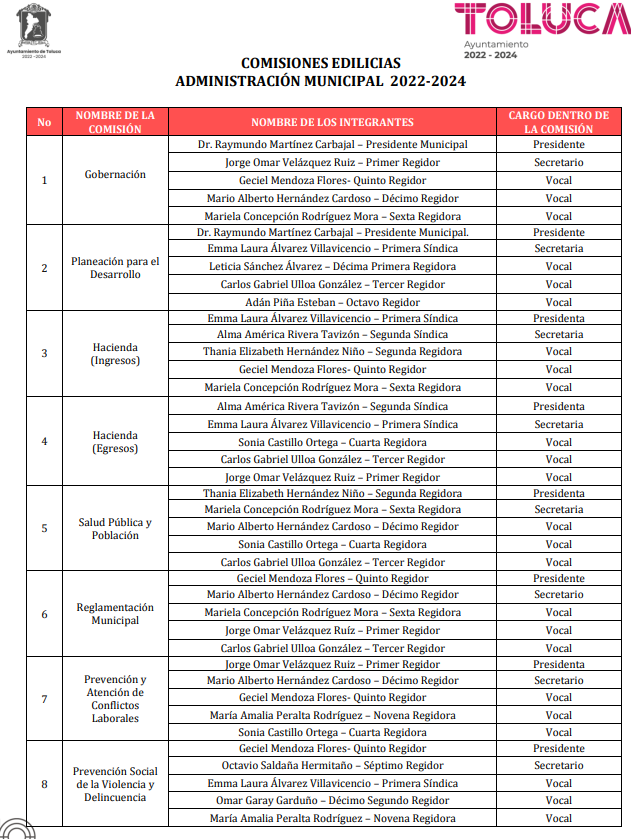 Ayuntamiento de Toluca
2022 - 2024
TOLUCA
Ayuntamiento
2022 - 2024
COMISIONES EDILICIAS
ADMINISTRACIÓN MUNICIPAL 2022-2024
No NOMBRE DE LA COMISIÓN NOMBRE DE LOS INTEGRANTES CARGO DENTRO DE LA COMISIÓN
1 Gobernación
Dr. Raymundo Martínez Carbajal – Presidente Municipal Presidente
Jorge Omar Velázquez Ruiz – Primer Regidor Secretario
Geciel Mendoza Flores- Quinto Regidor Vocal
Mario Alberto Hernández Cardoso – Décimo Regidor Vocal
Mariela Concepción Rodríguez Mora – Sexta Regidora Vocal
2 Planeación para el Desarrollo
Dr. Raymundo Martínez Carbajal – Presidente Municipal. Presidente
Emma Laura Álvarez Villavicencio – Primera Síndica Secretaria
Leticia Sánchez Álvarez – Décima Primera Regidora Vocal
Carlos Gabriel Ulloa González – Tercer Regidor Vocal
Adán Piña Esteban – Octavo Regidor Vocal
3 Hacienda (Ingresos)
Emma Laura Álvarez Villavicencio – Primera Síndica Presidenta
Alma América Rivera Tavizón – Segunda Síndica Secretaria
Thania Elizabeth Hernández Niño – Segunda Regidora Vocal
Geciel Mendoza Flores- Quinto Regidor Vocal
Mariela Concepción Rodríguez Mora – Sexta Regidora Vocal
4 Hacienda (Egresos)
Alma América Rivera Tavizón – Segunda Síndica Presidenta
Emma Laura Álvarez Villavicencio – Primera Síndica Secretaria
Sonia Castillo Ortega – Cuarta Regidora Vocal
Carlos Gabriel Ulloa González – Tercer Regidor Vocal
Jorge Omar Velázquez Ruiz – Primer Regidor Vocal
5 Salud Pública y Población
Thania Elizabeth Hernández Niño – Segunda Regidora Presidenta
Mariela Concepción Rodríguez Mora – Sexta Regidora Secretaria
Mario Alberto Hernández Cardoso – Décimo Regidor Vocal
Sonia Castillo Ortega – Cuarta Regidora Vocal
Carlos Gabriel Ulloa González – Tercer Regidor Vocal
6 Reglamentación Municipal
Geciel Mendoza Flores – Quinto Regidor Presidente
Mario Alberto Hernández Cardoso – Décimo Regidor Secretario
Mariela Concepción Rodríguez Mora – Sexta Regidora Vocal
Jorge Omar Velázquez Ruíz – Primer Regidor Vocal
Carlos Gabriel Ulloa González – Tercer Regidor Vocal
7 Prevención y Atención de Conflictos Laborales
Jorge Omar Velázquez Ruiz – Primer Regidor Presidenta
Mario Alberto Hernández Cardoso – Décimo Regidor Secretario
Geciel Mendoza Flores- Quinto Regidor Vocal
María Amalia Peralta Rodríguez – Novena Regidora Vocal
Sonia Castillo Ortega – Cuarta Regidora Vocal
8 Prevención Social de la Violencia y Delincuencia
Geciel Mendoza Flores- Quinto Regidor Presidente
Octavio Saldaña Hermitaño – Séptimo Regidor Secretario
Emma Laura Álvarez Villavicencio – Primera Síndica Vocal
Omar Garay Garduño – Décimo Segundo Regidor Vocal
María Amalia Peralta Rodríguez – Novena Regidora Vocal